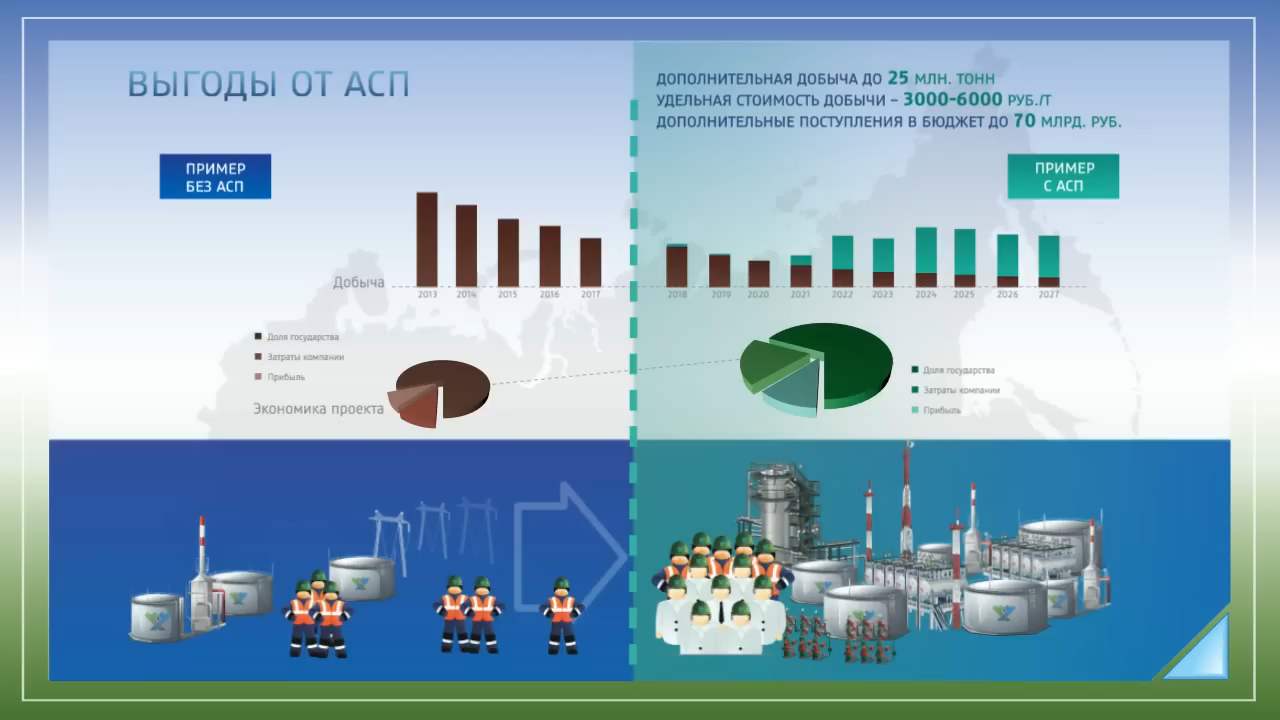 ВЫГОДЫ ОТ АСП
ДОПОЛНИТЕЛЬНАЯ ДОБЫЧА ДО 25 МЛН. ТОНН
УДЕЛЬНАЯ СТОИМОСТЬ ДОБЫЧИ – 3000-6000 РУБ./Т
ДОПОЛНИТЕЛЬНЫЕ ПОСТУПЛЕНИЯ В БЮДЖЕТ ДО 70 МЛРД. РУБ.
ПРИМЕР
БЕЗ АСП
ПРИМЕР
С АСП
Добыча
2013 2014 2015 2016 2017 2018 2019 2020 2021 2022 2023 2024 2025 2026 2027
Доля государства
Затраты компании
Прибыль
Экономика проекта
Доля государства
Затраты компании
Прибыль